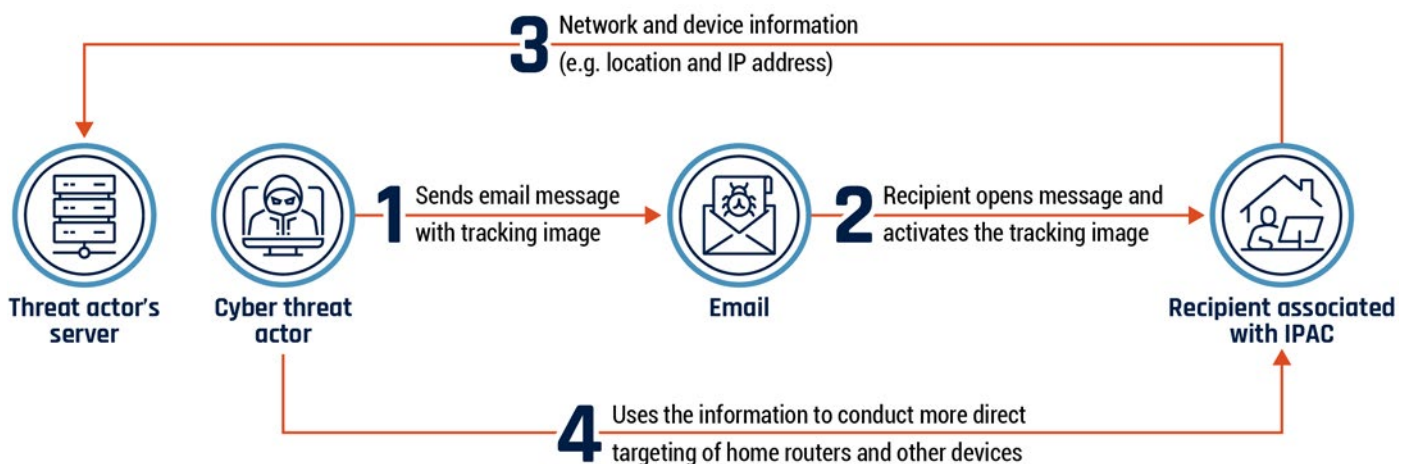 3 Network and device information
(e.g. location and IP address)
1 Sends email message
with tracking image
2 Recipient opens message and
activates the tracking image
Threat actor's
server
Cyber threat
actor
Email
Recipient associated
with IPAC
4 Uses the information to conduct more direct
targeting of home routers and other devices